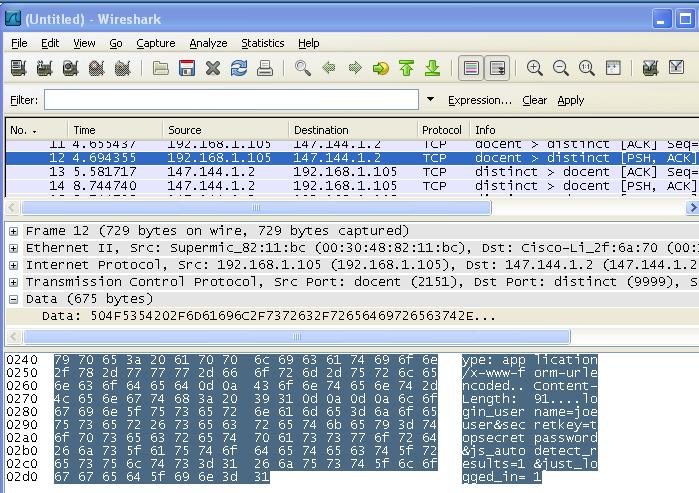 (Untitled) - Wireshark
File Edit View Go Capture Analyze Statistics Help
Filter: Expression... Clear Apply
No. Time Source Destination Protocol Info
11 4.655437 192.168.1.105 147.144.1.2 TCP docent > distinct [ACK] Seq=
12 4.694355 192.168.1.105 147.144.1.2 TCP docent > distinct [PSH, ACK]
13 5.581717 147.144.1.2 192.168.1.105 TCP distinct > docent [ACK] Seq=
14 8.744740 147.144.1.2 192.168.1.105 TCP distinct > docent [PSH, ACK]
Frame 12 (729 bytes on wire, 729 bytes captured)
Ethernet II, Src: Supermic_82:11:bc (00:30:48:82:11:bc), Dst: Cisco-Li_2f:6a:70 (00:
Internet Protocol, Src: 192.168.1.105 (192.168.1.105), Dst: 147.144.1.2 (147.144.1.2
Transmission Control Protocol, Src Port: docent (2151), Dst Port: distinct (9999), S
Data (675 bytes)
Data: 504F5354202F6D61696C2F7372632F72656469726563742E...
0240 79 70 65 3a 20 61 70 70 6c 69 63 61 74 69 6f 6e ype: app lication
0250 2f 78 2d 77 77 77 2d 66 6f 72 6d 2d 75 72 6c 65 /x-www-f orm-urle
0260 6e 63 6f 64 65 64 0d 0a 43 6f 6e 74 65 6e 74 2d ncoded.. Content-
0270 4c 65 6e 67 74 68 3a 20 39 31 0d 0a 0d 0a 6c 6f Length: 91....lo
0280 67 69 6e 5f 75 73 65 72 6e 61 6d 65 3d 6a 6f 65 gin_user name=joe
0290 75 73 65 72 26 73 65 63 72 65 74 6b 65 79 3d 74 user&sec retkey=t
02a0 6f 70 73 65 63 72 65 74 70 61 73 73 77 6f 72 64 opsecret password
02b0 26 6a 73 5f 61 75 74 6f 64 65 74 65 63 74 5f 72 &js_auto detect_r
02c0 65 73 75 6c 74 73 3d 31 26 6a 75 73 74 5f 6c 6f esults=1 &just_lo
02d0 67 67 65 64 5f 69 6e 3d 31 gged_in= 1